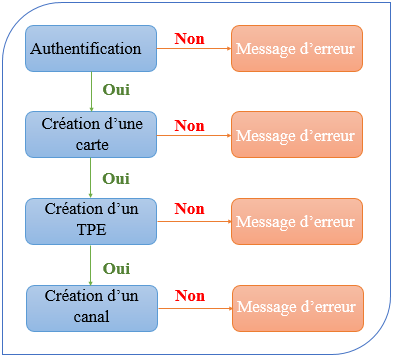 Authentification
Non
Message d'erreur
Oui
Création d'une
carte
Non
Message d'erreur
Oui
Création d'un
TPE
Non
Message d'erreur
Oui
Création d'un
canal
Non
Message d'erreur